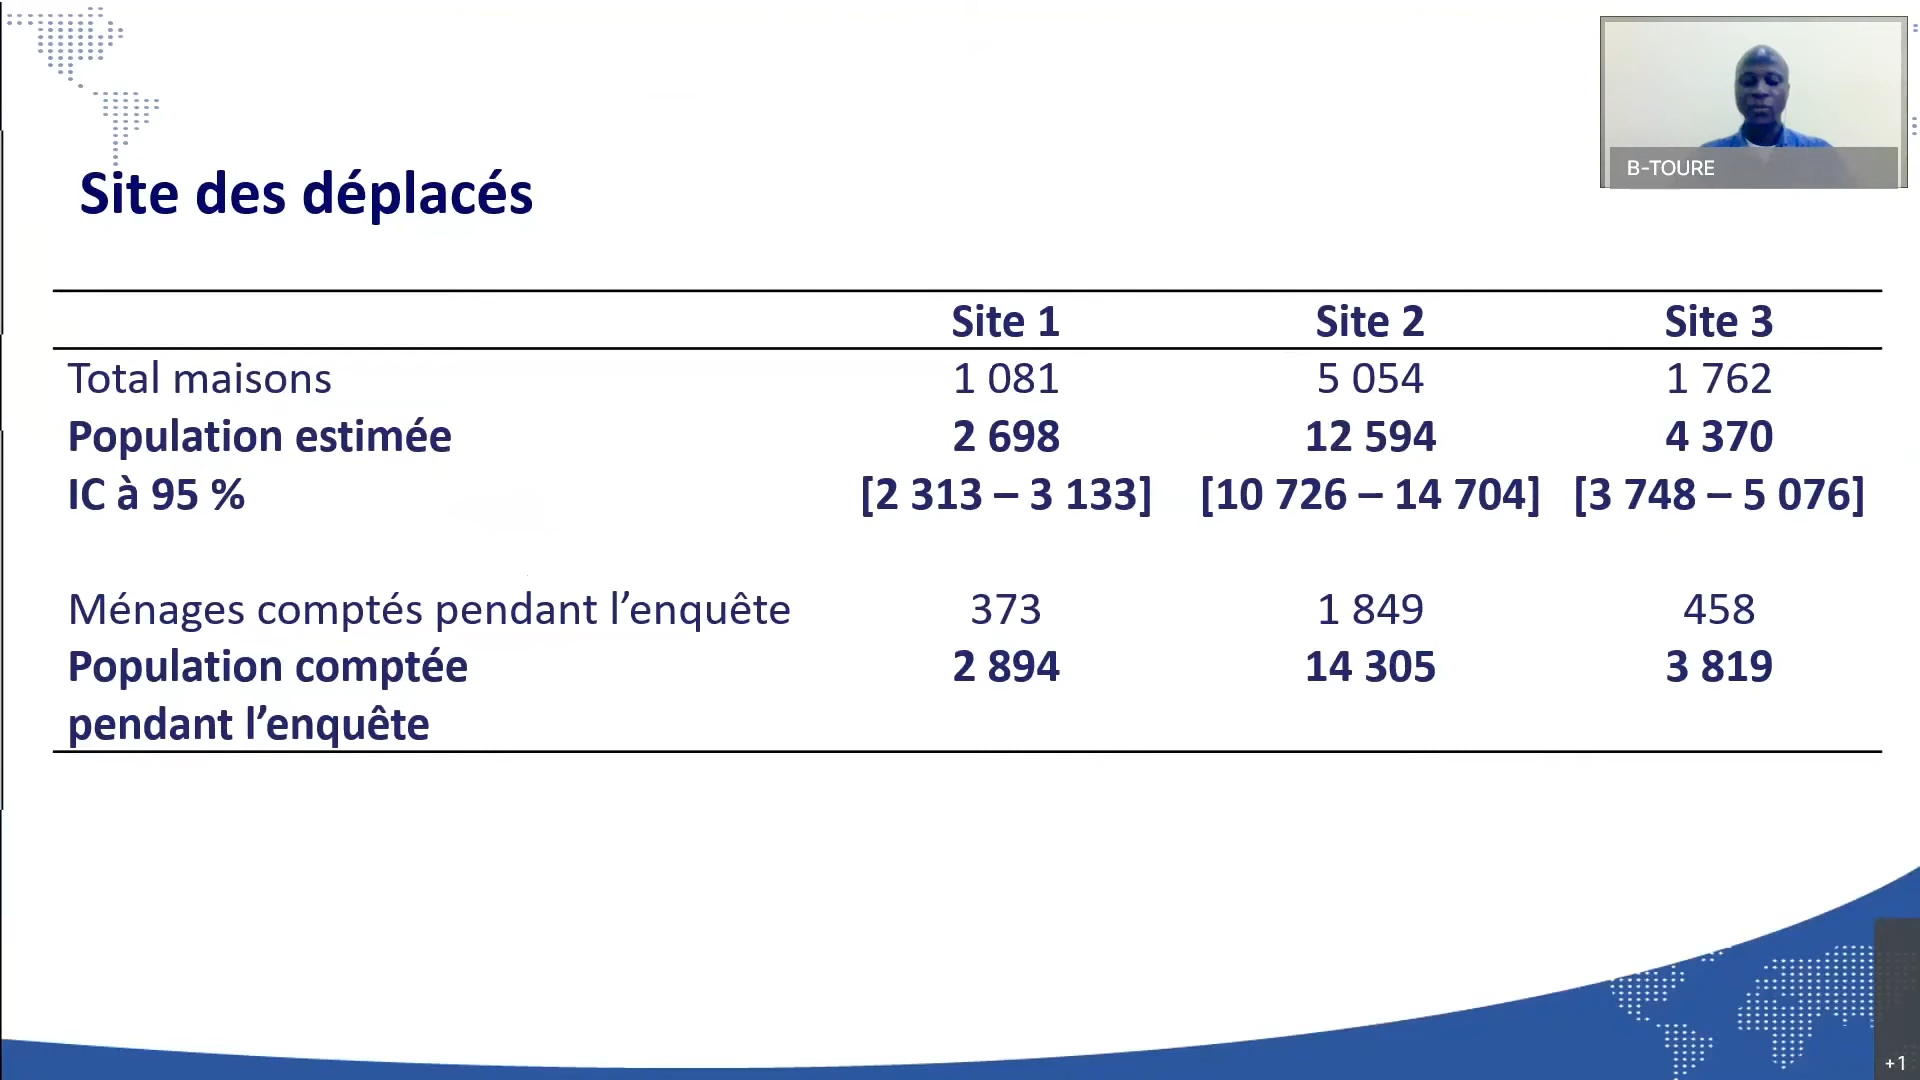 B-TOURE
Site des déplacés
Site 1 Site 2 Site 3
Total maisons 1 081 5 054 1 762
Population estimée 2 698 12 594 4 370
IC à 95 % [2 313 – 3 133] [10 726 – 14 704] [3 748 – 5 076]
Ménages comptés pendant l’enquête 373 1 849 458
Population comptée 2 894 14 305 3 819
pendant l’enquête
+1